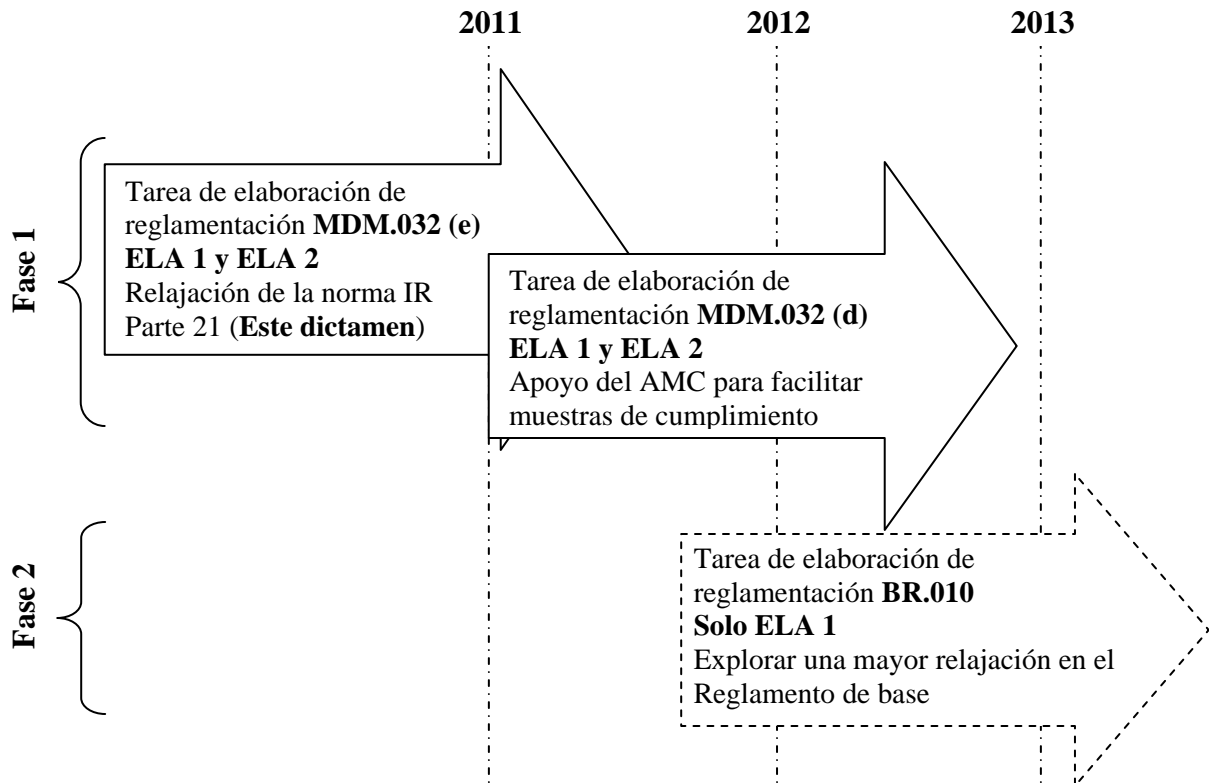 2011 2012 2013
Fase 1
Tarea de elaboración de
reglamentación MDM.032 (e)
ELA 1 y ELA 2
Relajación de la norma IR
Parte 21 (Este dictamen)
Tarea de elaboración de
reglamentación MDM.032 (d)
ELA 1 y ELA 2
Apoyo del AMC para facilitar
muestras de cumplimiento
Fase 2
Tarea de elaboración de
reglamentación BR.010
Solo ELA 1
Explorar una mayor relajación en el
Reglamento de base